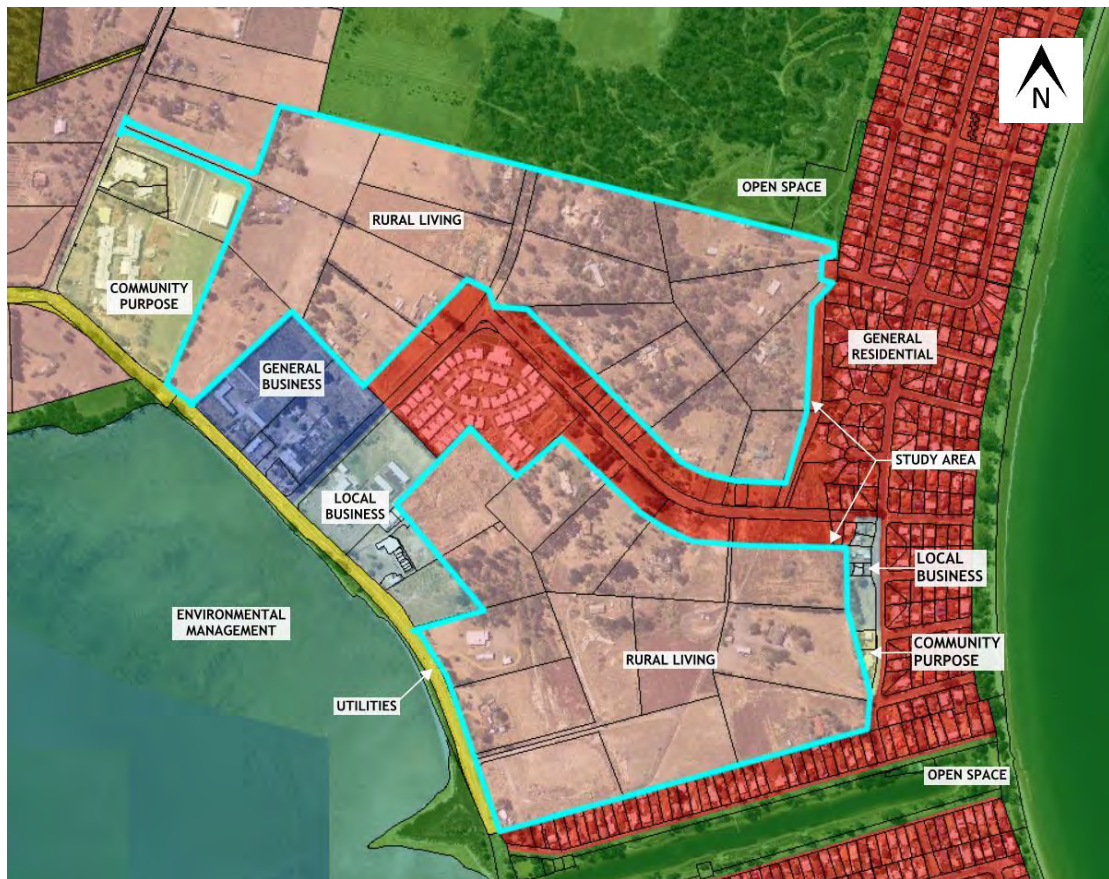 N
OPEN SPACE
RURAL LIVING
COMMUNITY
PURPOSE
GENERAL
BUSINESS
GENERAL
RESIDENTIAL
STUDY AREA
LOCAL
BUSINESS
LOCAL
BUSINESS
ENVIRONMENTAL
MANAGEMENT
COMMUNITY
PURPOSE
RURAL LIVING
UTILITIES
OPEN SPACE